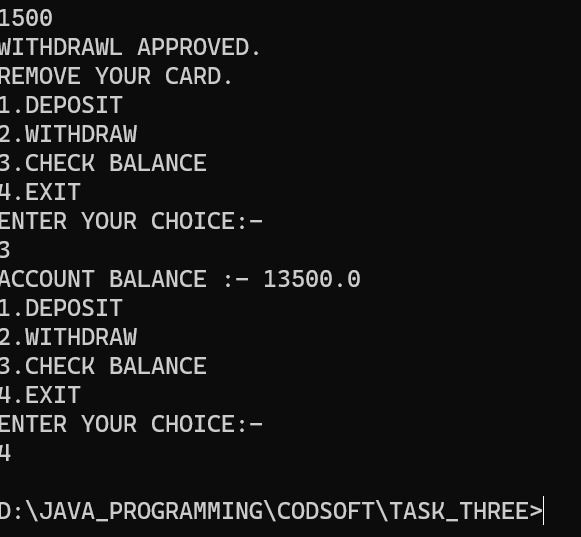 1500
WITHDRAWL APPROVED.
REMOVE YOUR CARD.
1.DEPOSIT
2.WITHDRAW
3.CHECK BALANCE
4.EXIT
ENTER YOUR CHOICE:-
3
ACCOUNT BALANCE :- 13500.0
1.DEPOSIT
2.WITHDRAW
3.CHECK BALANCE
4.EXIT
ENTER YOUR CHOICE:-
4
D:\JAVA_PROGRAMMING\CODSOFT\TASK_THREE>